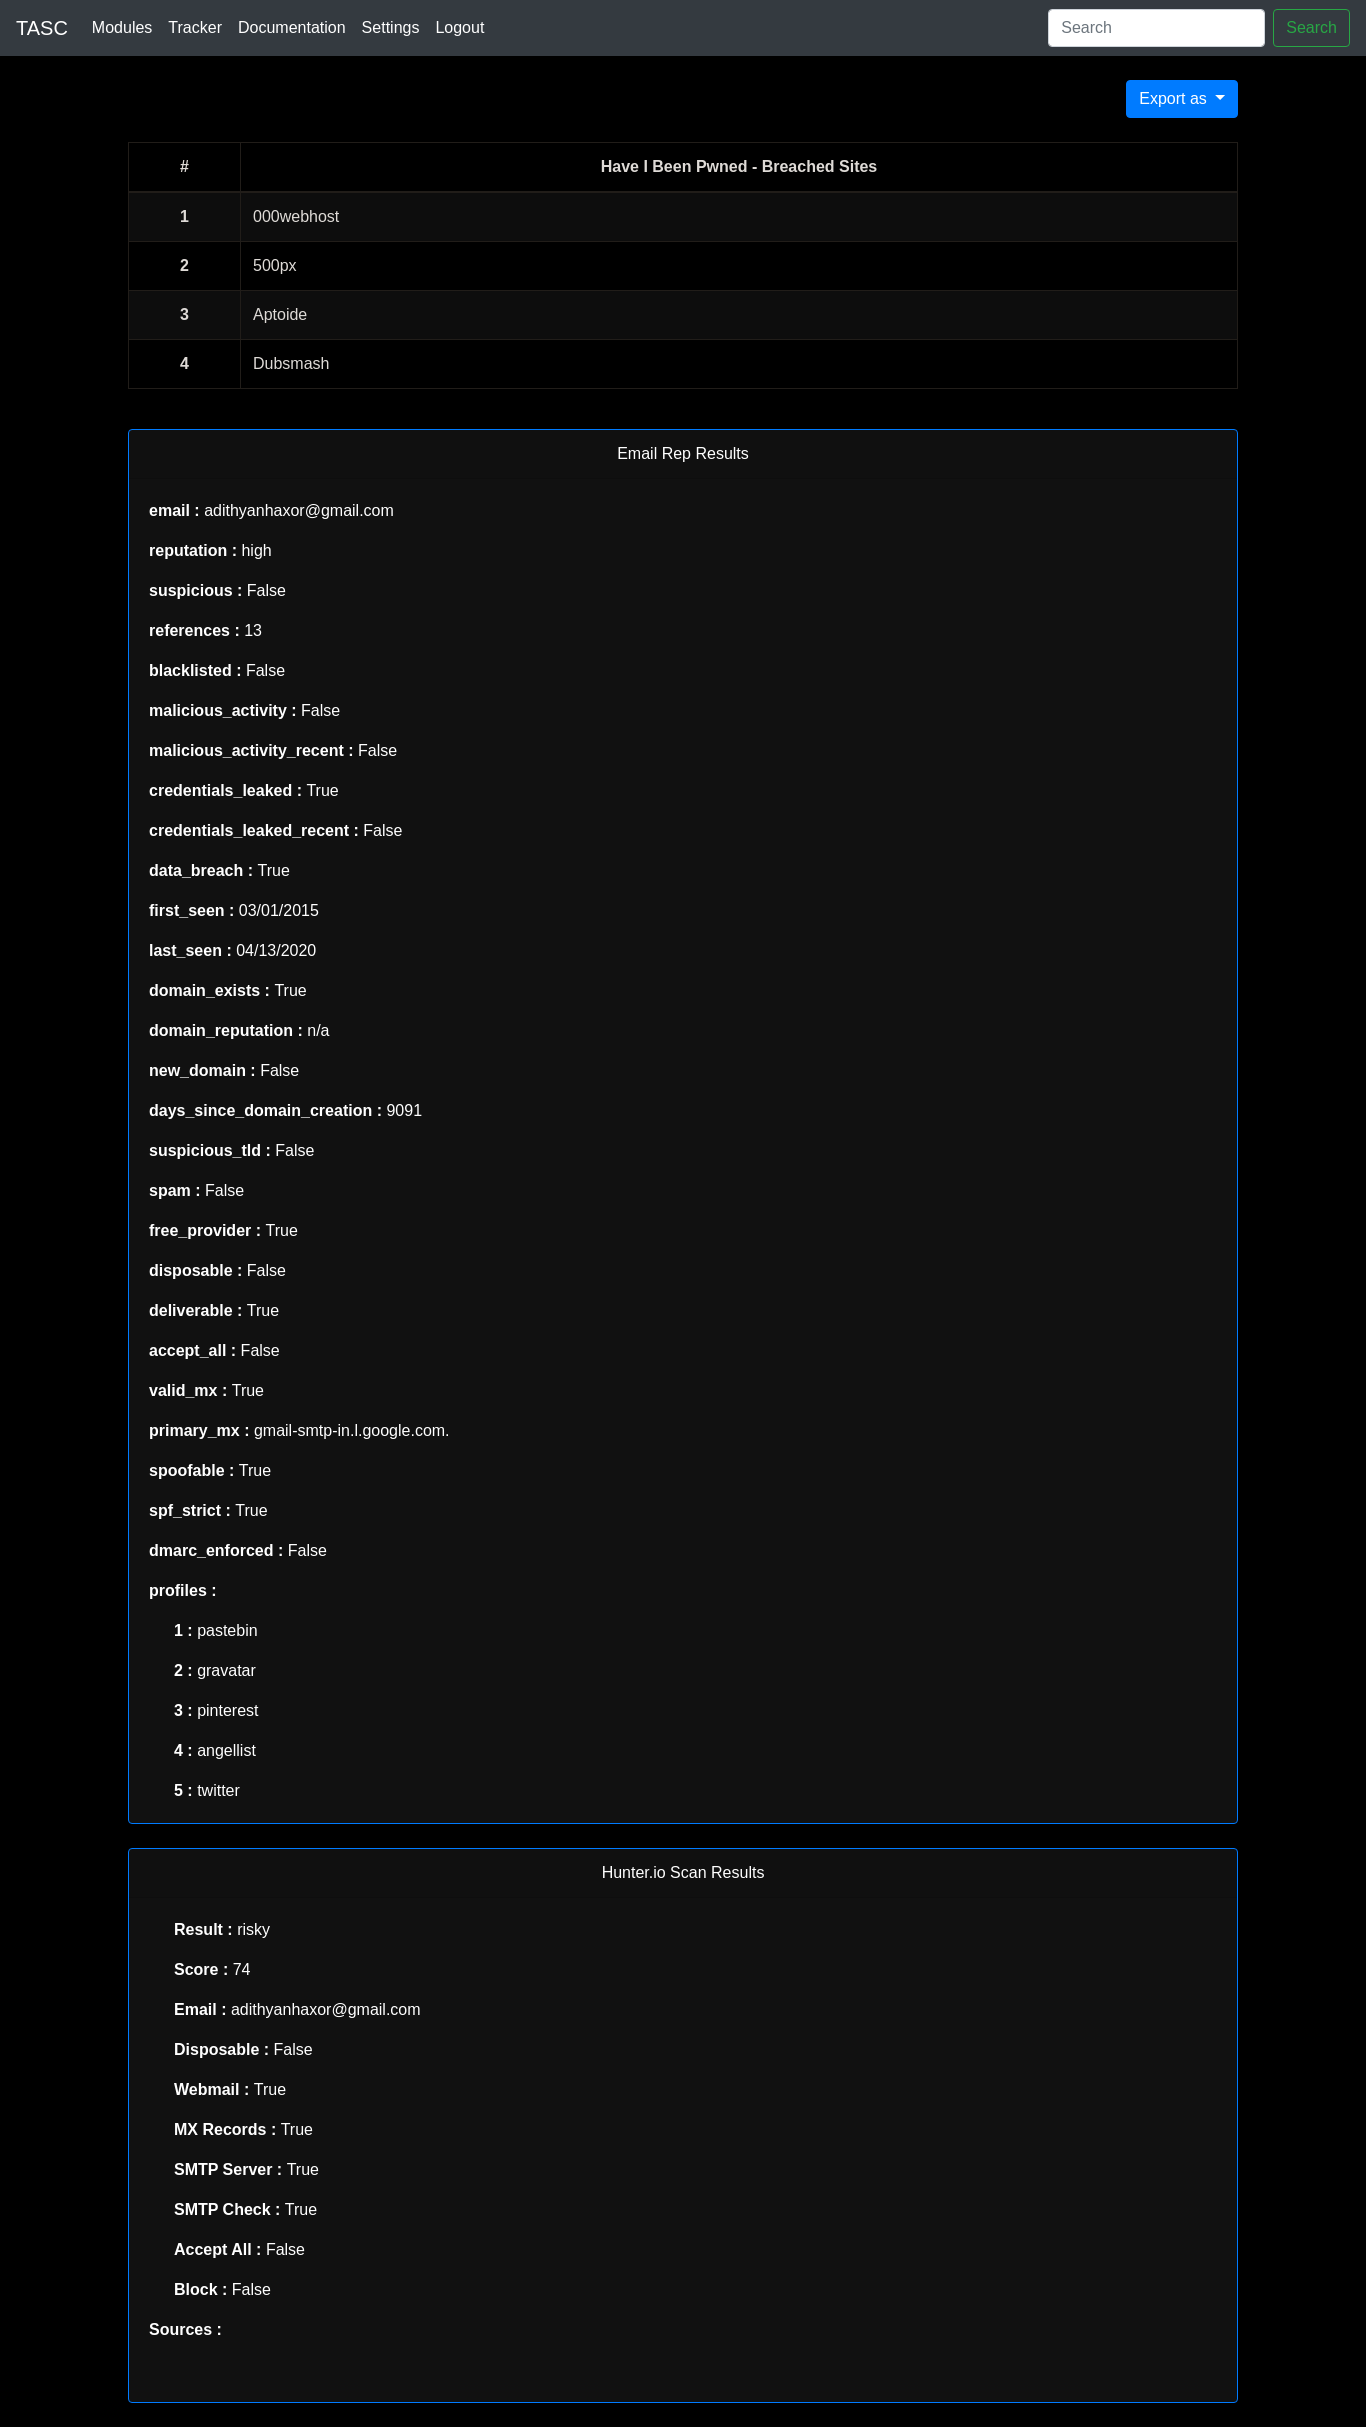 TASC Modules Tracker Documentation Settings Logout Search Search
Export as
# Have I Been Pwned - Breached Sites
1 000webhost
2 500px
3 Aptoide
4 Dubsmash
Email Rep Results
email : adithyanhaxor@gmail.com
reputation : high
suspicious : False
references : 13
blacklisted : False
malicious_activity : False
malicious_activity_recent : False
credentials_leaked : True
credentials_leaked_recent : False
data_breach : True
first_seen : 03/01/2015
last_seen : 04/13/2020
domain_exists : True
domain_reputation : n/a
new_domain : False
days_since_domain_creation : 9091
suspicious_tld : False
spam : False
free_provider : True
disposable : False
deliverable : True
accept_all : False
valid_mx : True
primary_mx : gmail-smtp-in.l.google.com.
spoofable : True
spf_strict : True
dmarc_enforced : False
profiles :
1 : pastebin
2 : gravatar
3 : pinterest
4 : angellist
5 : twitter
Hunter.io Scan Results
Result : risky
Score : 74
Email : adithyanhaxor@gmail.com
Disposable : False
Webmail : True
MX Records : True
SMTP Server : True
SMTP Check : True
Accept All : False
Block : False
Sources :